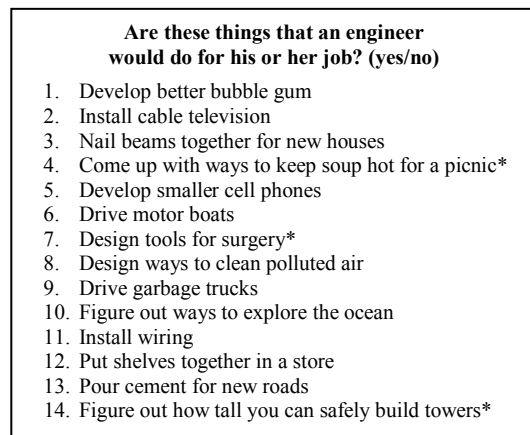 Are these things that an engineer
would do for his or her job? (yes/no)
1. Develop better bubble gum
2. Install cable television
3. Nail beams together for new houses
4. Come up with ways to keep soup hot for a picnic*
5. Develop smaller cell phones
6. Drive motor boats
7. Design tools for surgery*
8. Design ways to clean polluted air
9. Drive garbage trucks
10. Figure out ways to explore the ocean
11. Install wiring
12. Put shelves together in a store
13. Pour cement for new roads
14. Figure out how tall you can safely build towers*